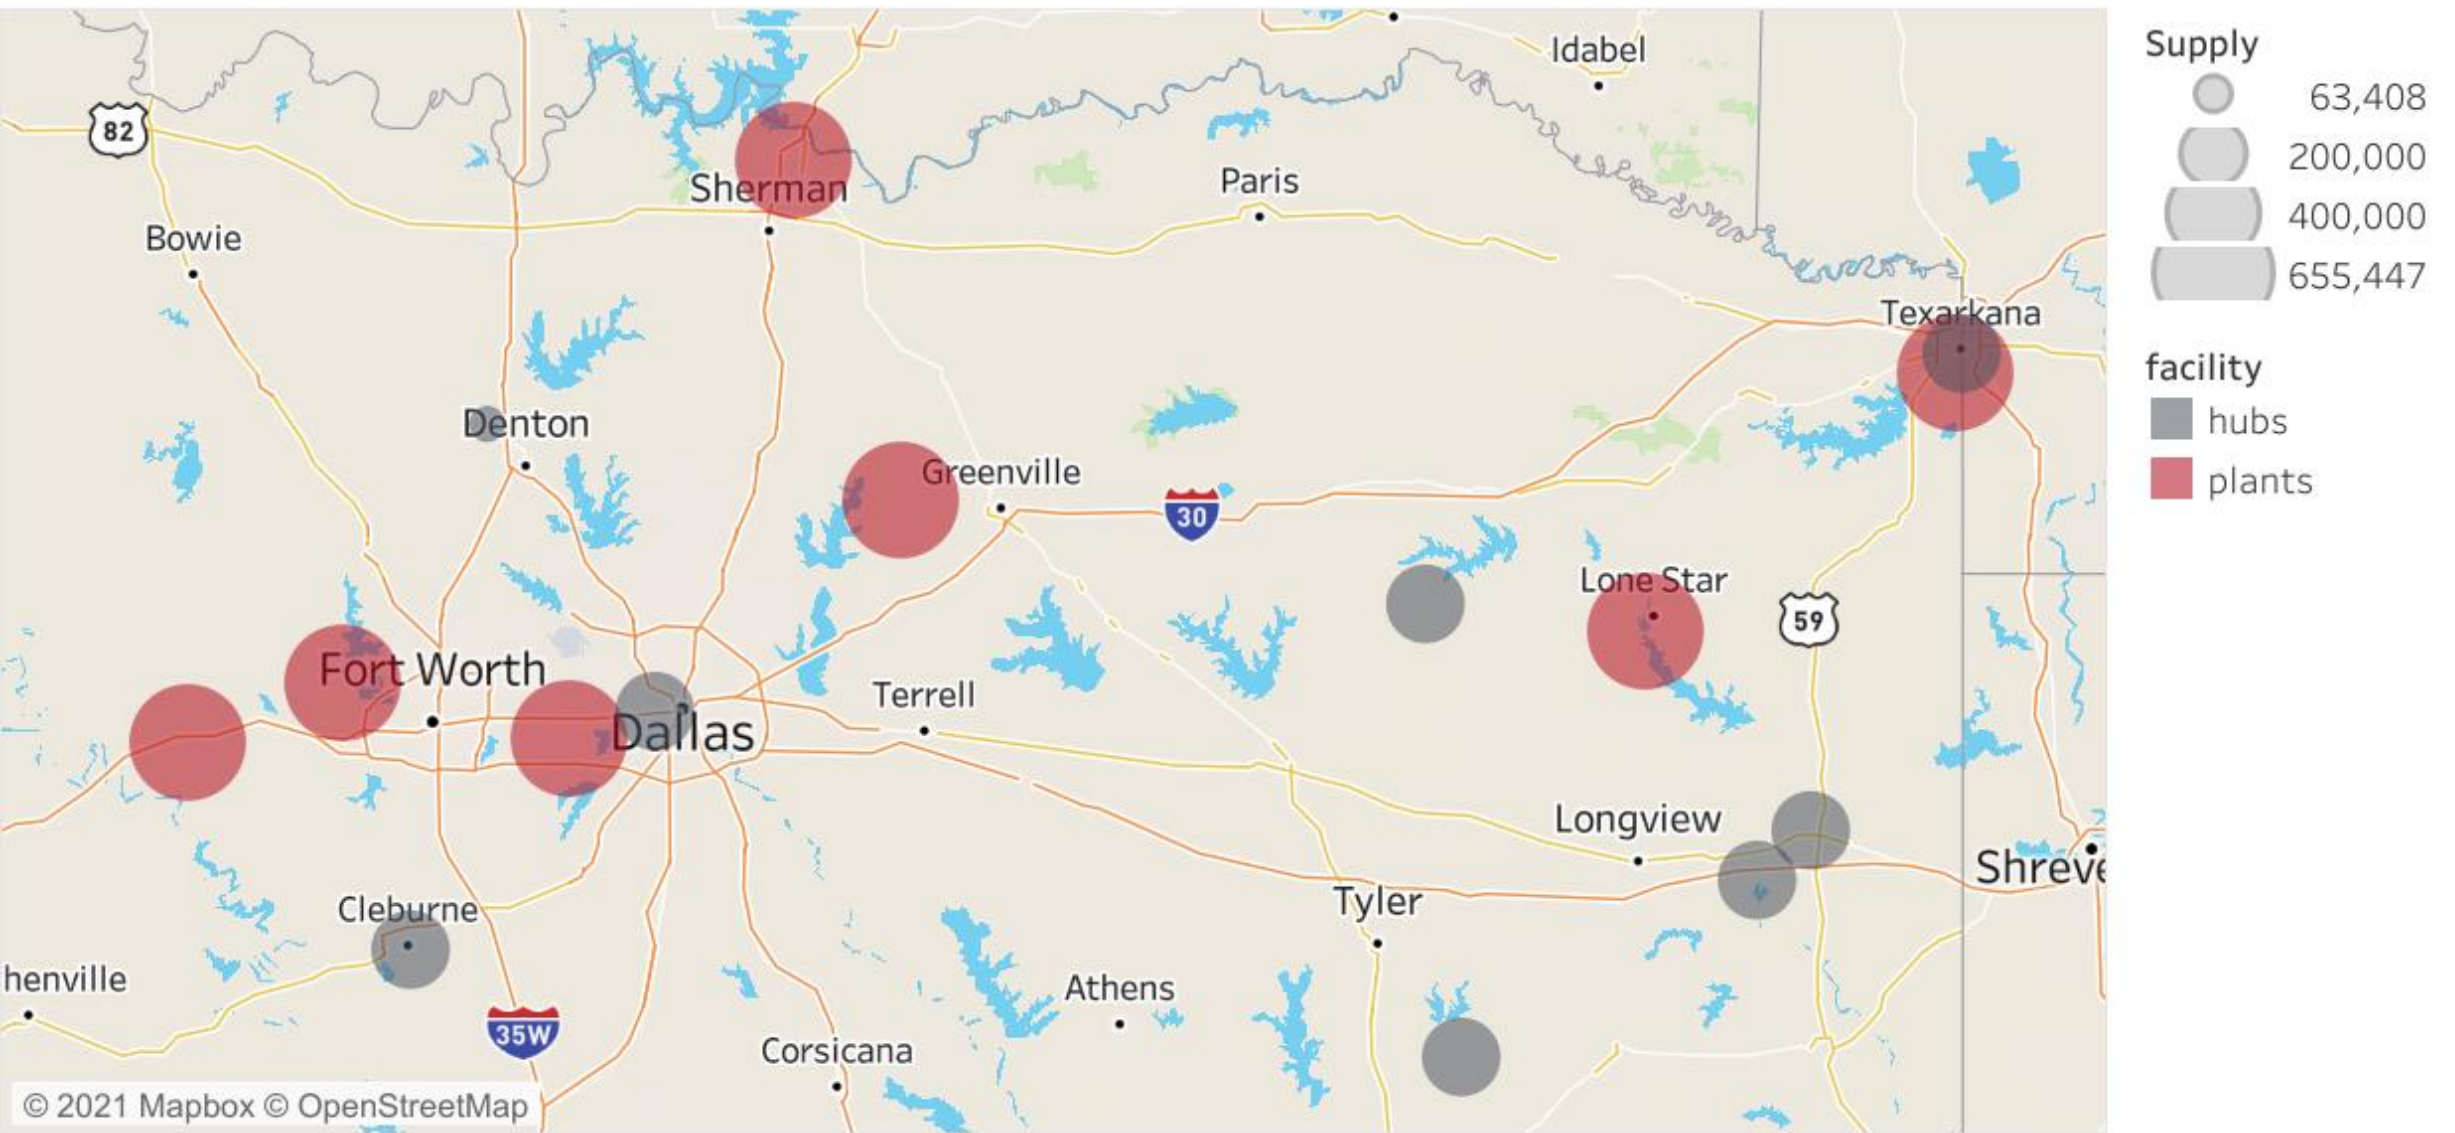 Idabel
82
Sherman
Paris
Bowie
Texarkana
Denton
Greenville
30
Lone Star
59
Fort Worth
Terrell
Dallas
Longview
Shreve
Tyler
Cleburne
henville
Athens
35W
Corsicana
© 2021 Mapbox © OpenStreetMap
Supply
63,408
200,000
400,000
655,447
facility
hubs
plants